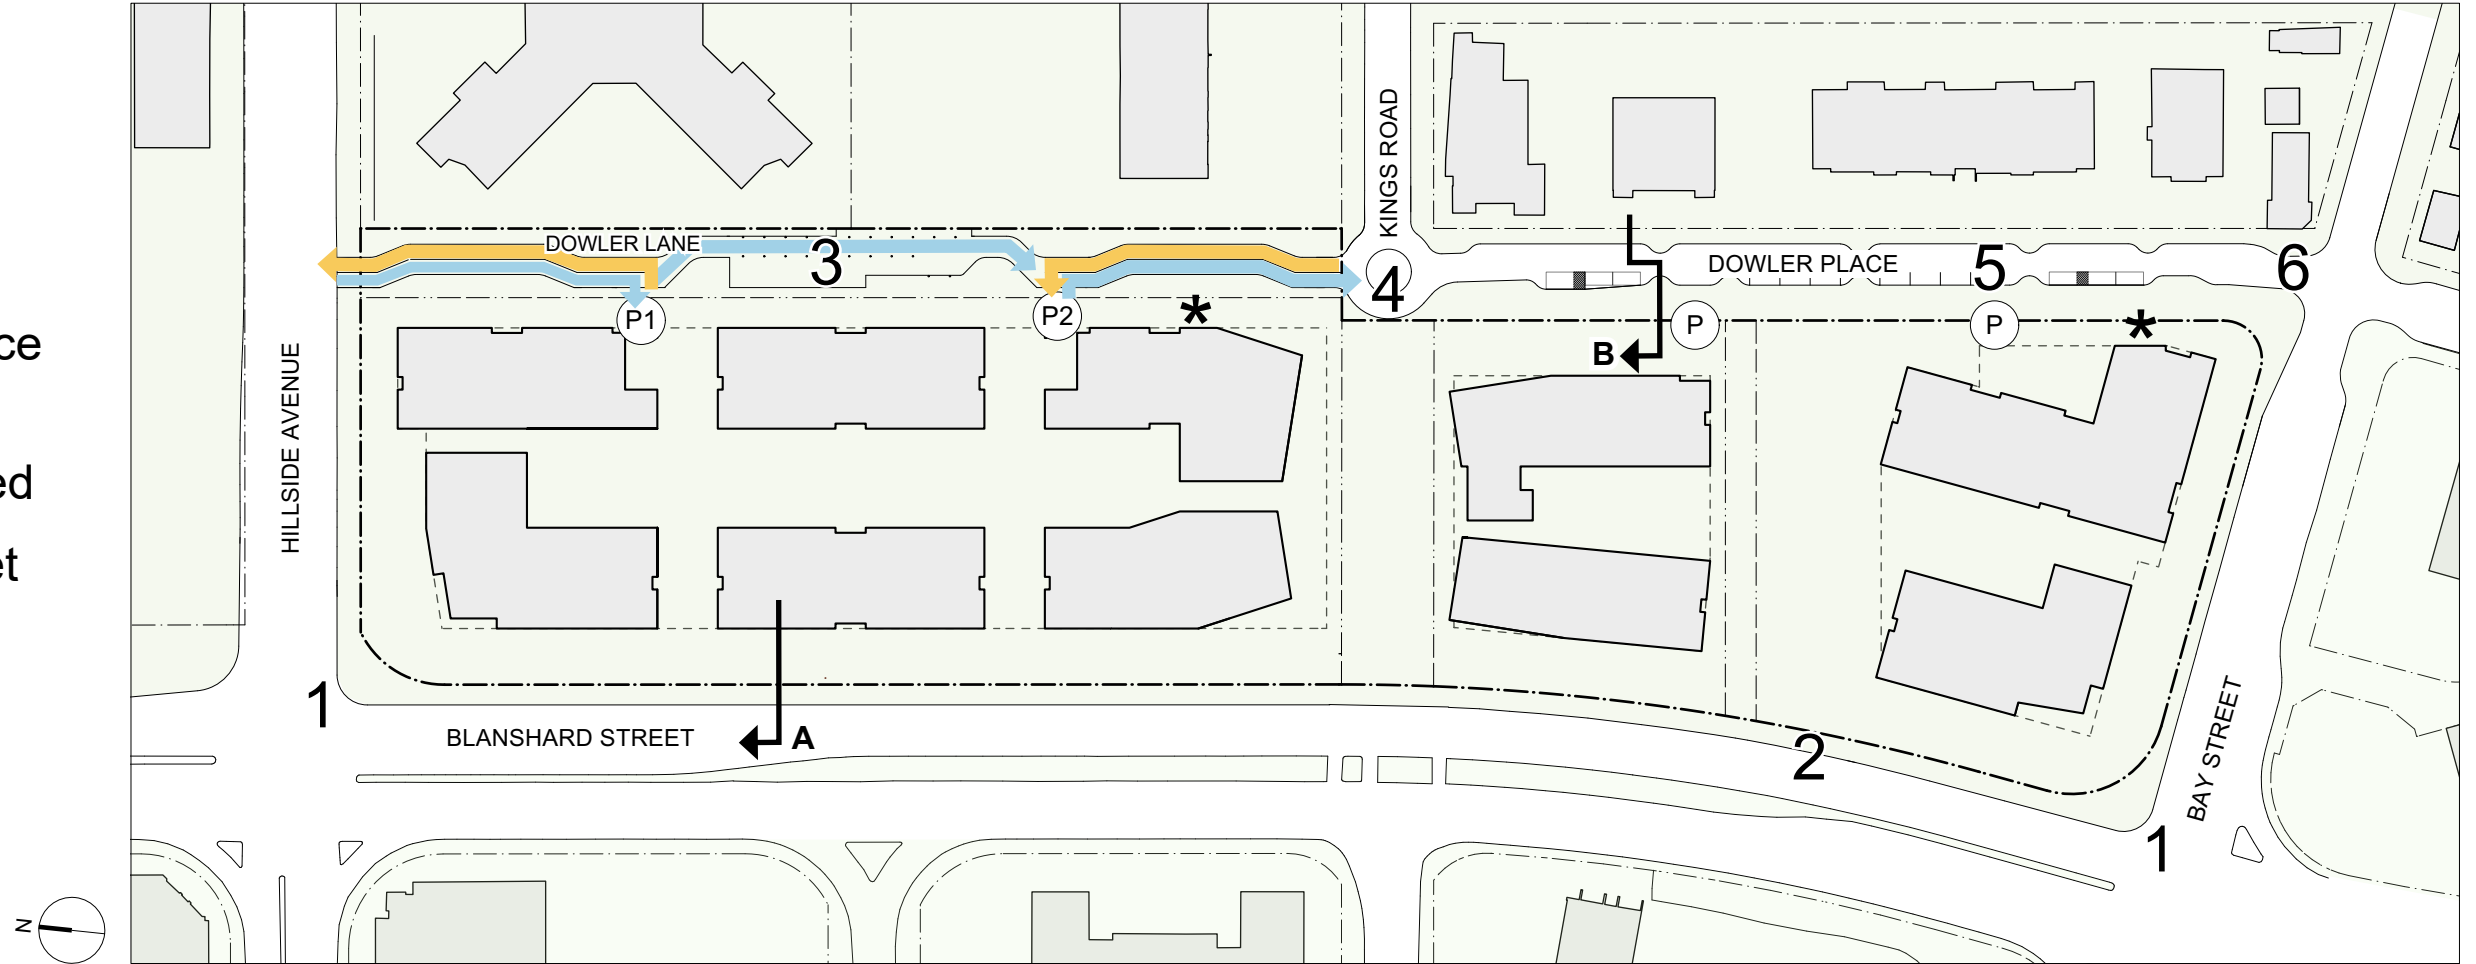 KINGS ROAD
DOWLER LANE
3
4
DOWLER PLACE
5
6
P1
P2
*
P
P
*
B
HILLSIDE AVENUE
ce
ed
et
1
BLANSHARD STREET
A
2
BAY STREET
1
N